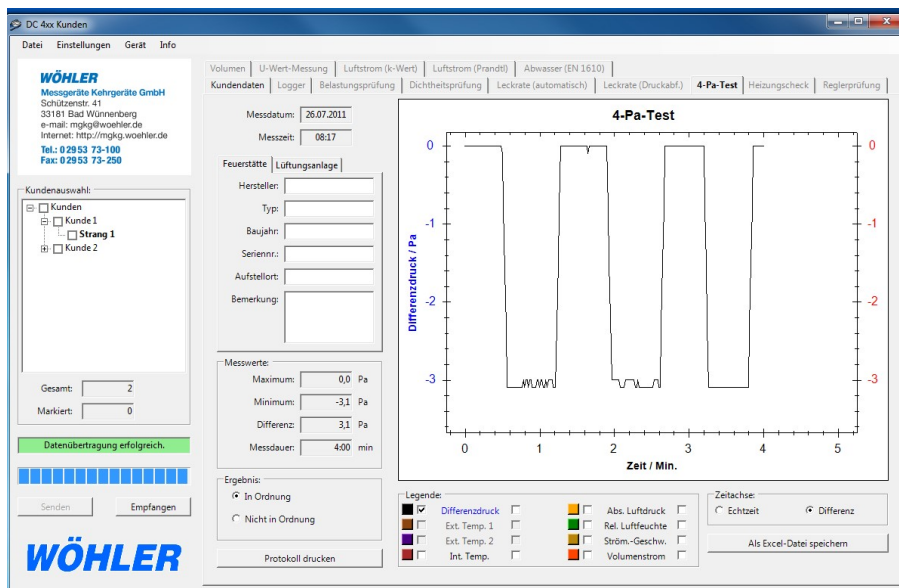 DC 4xx Kunden
Datei Einstellungen Gerät Info
WÖHLER
Messgeräte Kehrgeräte GmbH
Schützenstr. 41
33181 Bad Wünnenberg
e-mail: mgkg@woehler.de
Internet: http://mgkg.woehler.de
Tel.: 0 29 53 73-100
Fax: 0 29 53 73-250
Kundenauswahl:
Kunden
Kunde 1
Strang 1
Kunde 2
Gesamt: 2
Markiert: 0
Datenübertragung erfolgreich.
Senden Empfangen
WÖHLER
Volumen U-Wert-Messung Luftstrom (k-Wert) Luftstrom (Prandtl) Abwasser (EN 1610)
Kundendaten Logger Belastungsprüfung Dichtheitsprüfung Leckrate (automatisch) Leckrate (Druckabf.) 4-Pa-Test Heizungscheck Reglerprüfung
Messdatum: 26.07.2011
Messzeit: 08:17
Feuerstätte Lüftungsanlage
Hersteller:
Typ:
Baujahr:
Seriennr.:
Aufstellort:
Bemerkung:
Messwerte:
Maximum: 0,0 Pa
Minimum: -3,1 Pa
Differenz: 3,1 Pa
Messdauer: 4:00 min
Ergebnis:
In Ordnung
Nicht in Ordnung
Protokoll drucken
4-Pa-Test
Differenzdruck / Pa
0 0
-1 -1
-2 -2
-3 -3
0 1 2 3 4 5
Zeit / Min.
Legende:
Differenzdruck Abs. Luftdruck
Ext. Temp. 1 Rel. Luftfeuchte
Ext. Temp. 2 Ström.-Geschw.
Int. Temp. Volumenstrom
Zeitachse:
Echtzeit Differenz
Als Excel-Datei speichern